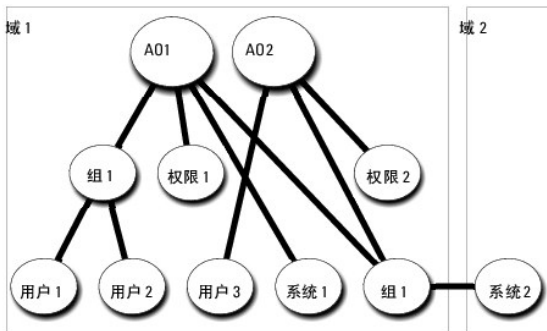 域 1
域 2
A01
A02
组 1
权限 1
权限 2
用户 1
用户 2
用户 3
系统 1
组 1
系统 2